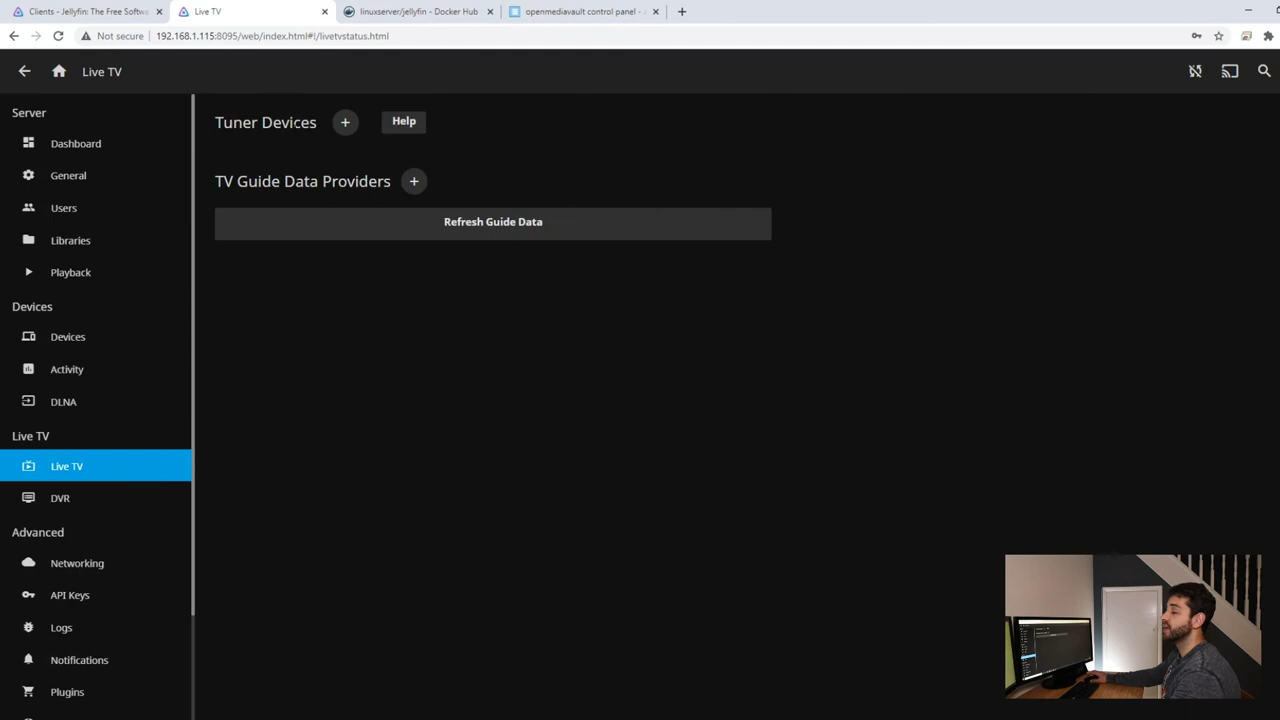 Clients - Jellyfin: The Free Softwa
Live TV
linuxserver/jellyfin - Docker Hub
openmediavault control panel -
Not secure
192.168.1.115:8095/web/index.html#!/livetvstatus.html
Live TV
Server
Dashboard
General
Users
Libraries
Playback
Devices
Devices
Activity
DLNA
Live TV
Live TV
DVR
Advanced
Networking
API Keys
Logs
Notifications
Plugins
Tuner Devices
Help
TV Guide Data Providers
Refresh Guide Data